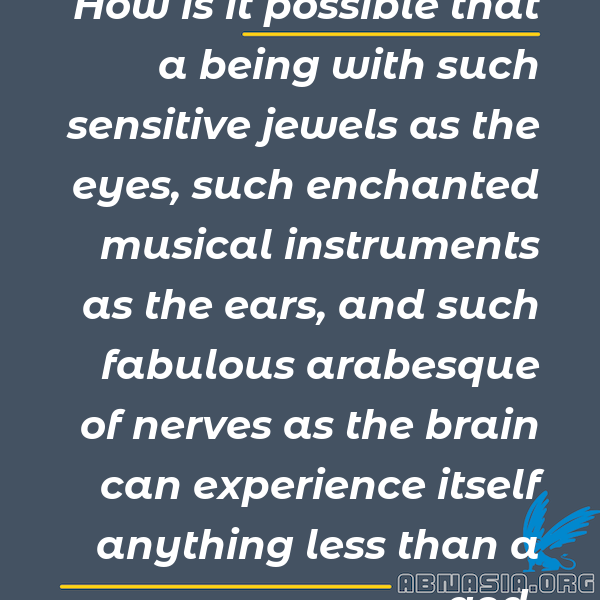 How is it possible that
a being with such
sensitive jewels as the
eyes, such enchanted
musical instruments
as the ears, and such
fabulous arabesque
of nerves as the brain
can experience itself
anything less than a
god.
ABNASIA.ORG